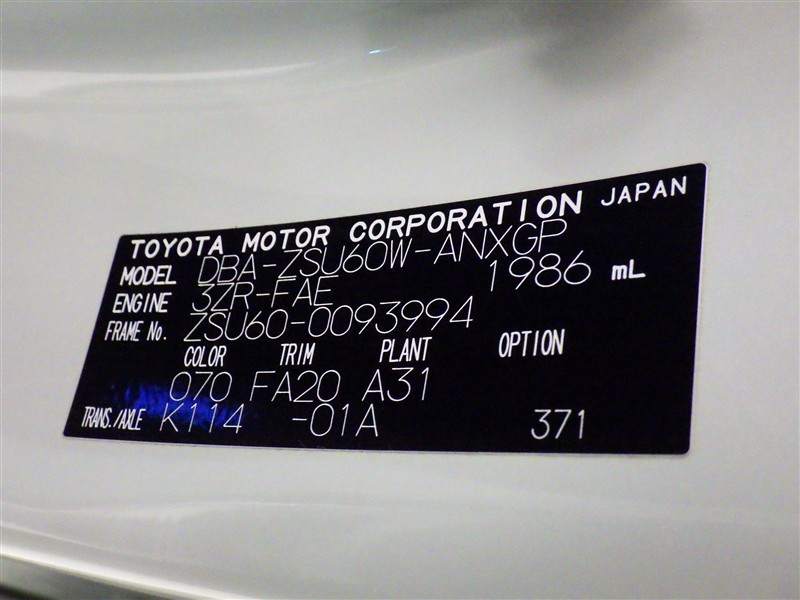 TOYOTA MOTOR CORPORATION JAPAN
MODEL DBA-ZSU60W-ANXGP
ENGINE 3ZR-FAE 1986 mL
FRAME No. ZSU60-0093994
COLOR TRIM PLANT OPTION
070 FA20 A31
TRANS./AXLE K114 -01A 371